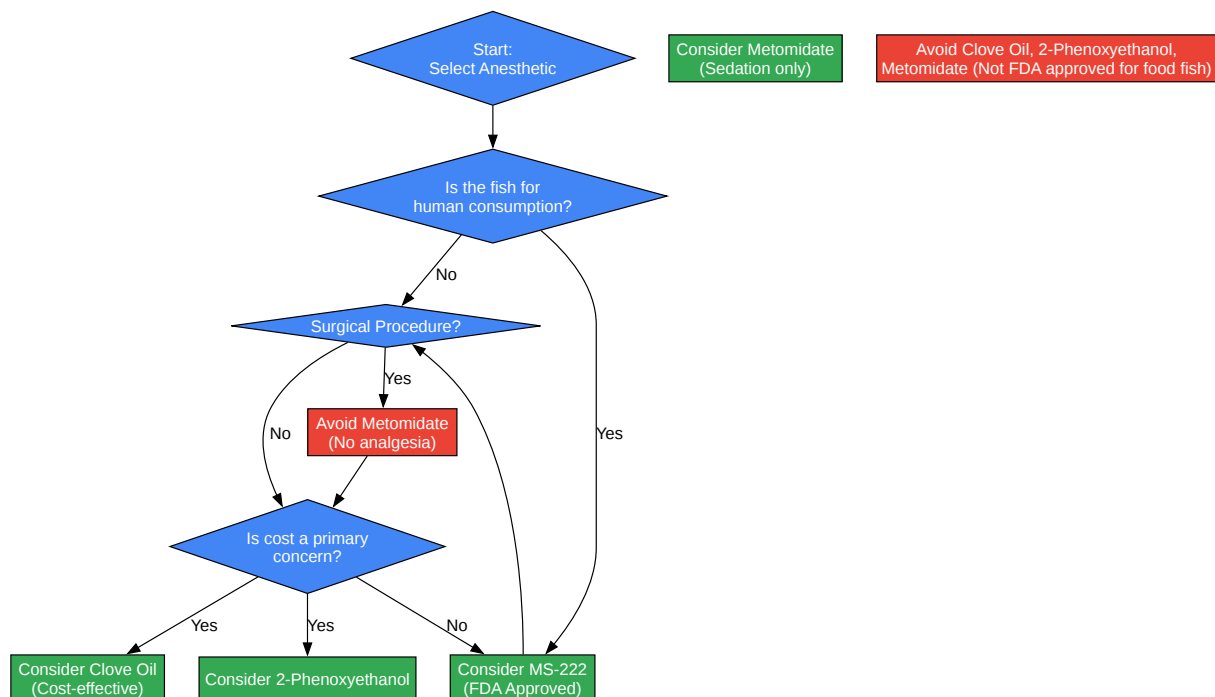 Start:
Select Anesthetic
Consider Metomidate
(Sedation only)
Avoid Clove Oil, 2-Phenoxyethanol,
Metomidate (Not FDA approved for food fish)
Is the fish for
human consumption?
No
Surgical Procedure?
Yes
Avoid Metomidate
(No analgesia)
No
Yes
Is cost a primary
concern?
Yes
Yes
No
Consider Clove Oil
(Cost-effective)
Consider 2-Phenoxyethanol
Consider MS-222
(FDA Approved)